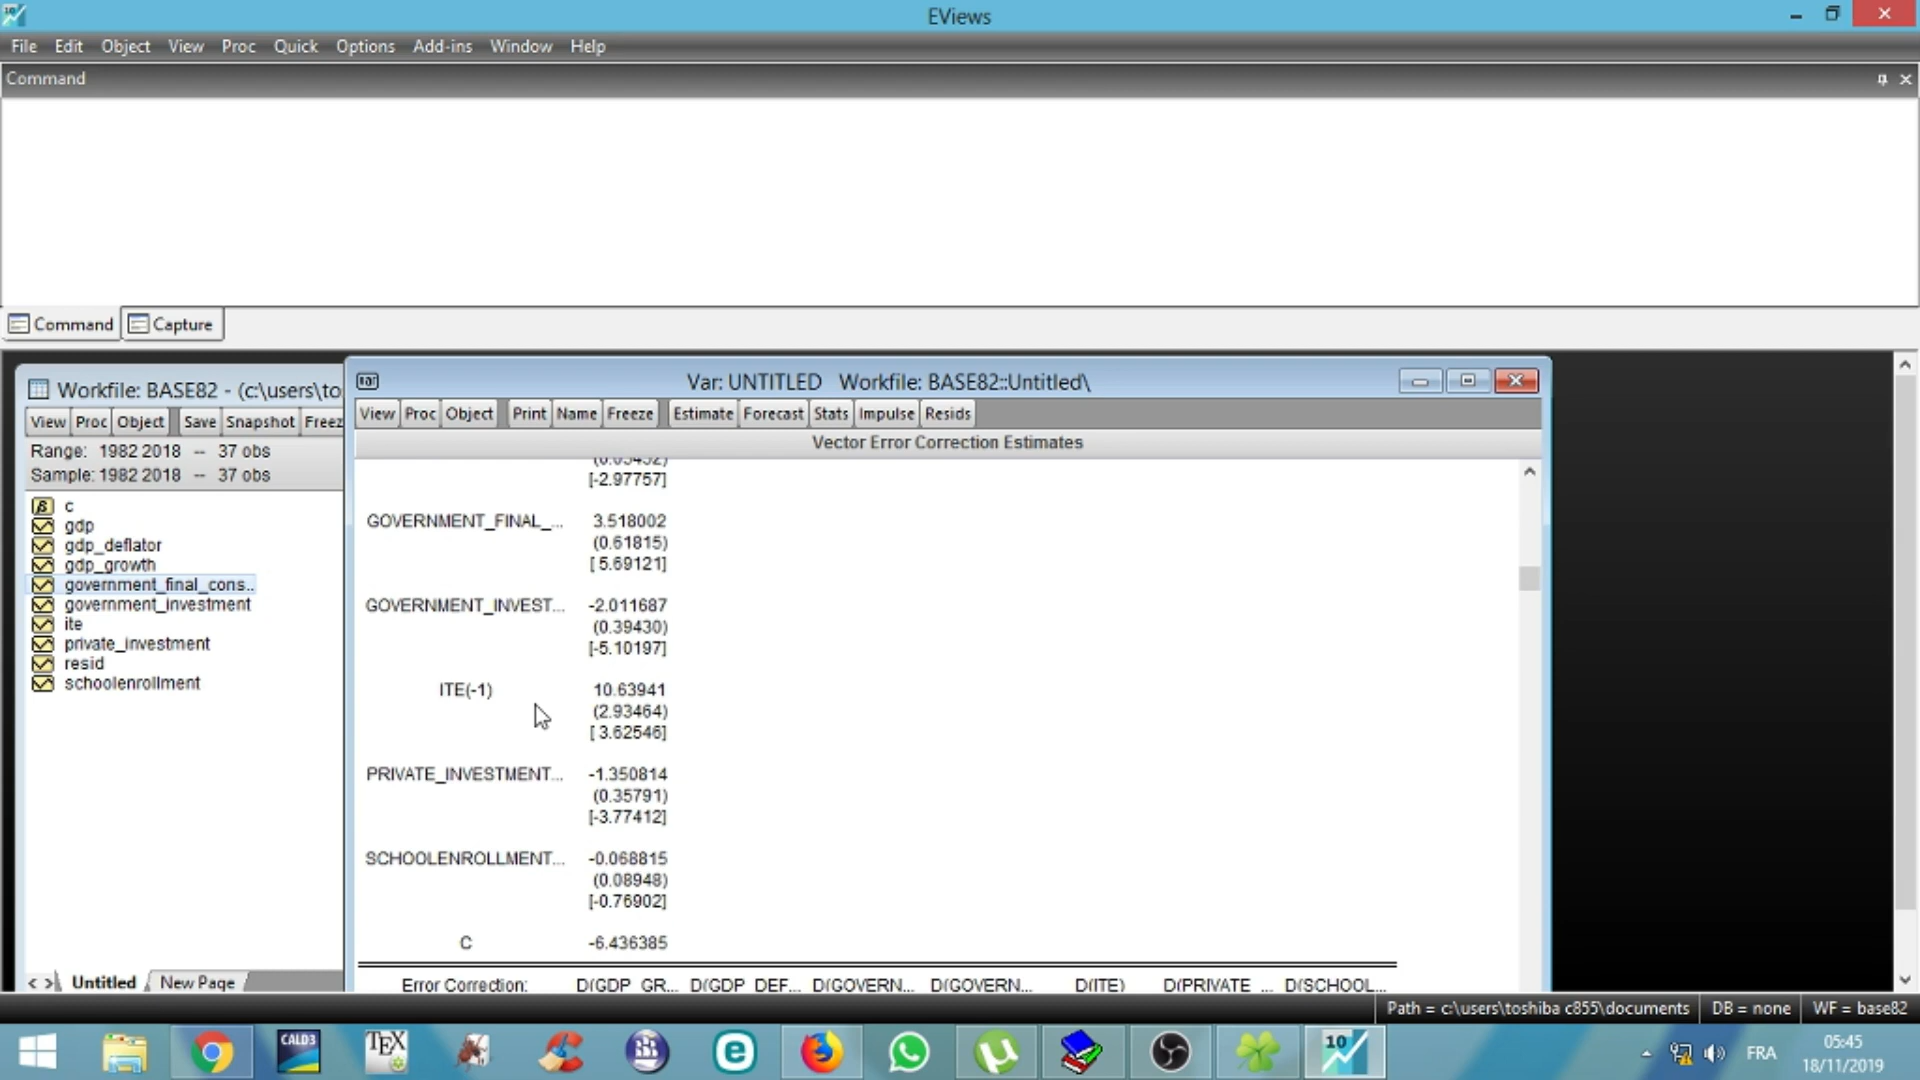 EViews
File Edit Object View Proc Quick Options Add-ins Window Help
Command
Command Capture
Workfile: BASE82 - (c:\users\to
View Proc Object Save Snapshot Freez
Range: 1982 2018 -- 37 obs
Sample: 1982 2018 -- 37 obs
c
gdp
gdp_deflator
gdp_growth
government_final_cons..
government_investment
ite
private_investment
resid
schoolenrollment
Untitled New Page
Var: UNTITLED Workfile: BASE82::Untitled\
View Proc Object Print Name Freeze Estimate Forecast Stats Impulse Resids
Vector Error Correction Estimates
[-2.97757]
GOVERNMENT_FINAL_... 3.518002
(0.61815)
[ 5.69121]
GOVERNMENT_INVEST... -2.011687
(0.39430)
[-5.10197]
ITE(-1) 10.63941
(2.93464)
[ 3.62546]
PRIVATE_INVESTMENT... -1.350814
(0.35791)
[-3.77412]
SCHOOLENROLLMENT... -0.068815
(0.08948)
[-0.76902]
C -6.436385
Error Correction: D(GDP_GR... D(GDP_DEF... D(GOVERN... D(GOVERN... D(ITE) D(PRIVATE_... D(SCHOOL...
Path = c:\users\toshiba c855\documents DB = none WF = base82
CALD3 TEX 10 FRA 05:45
18/11/2019